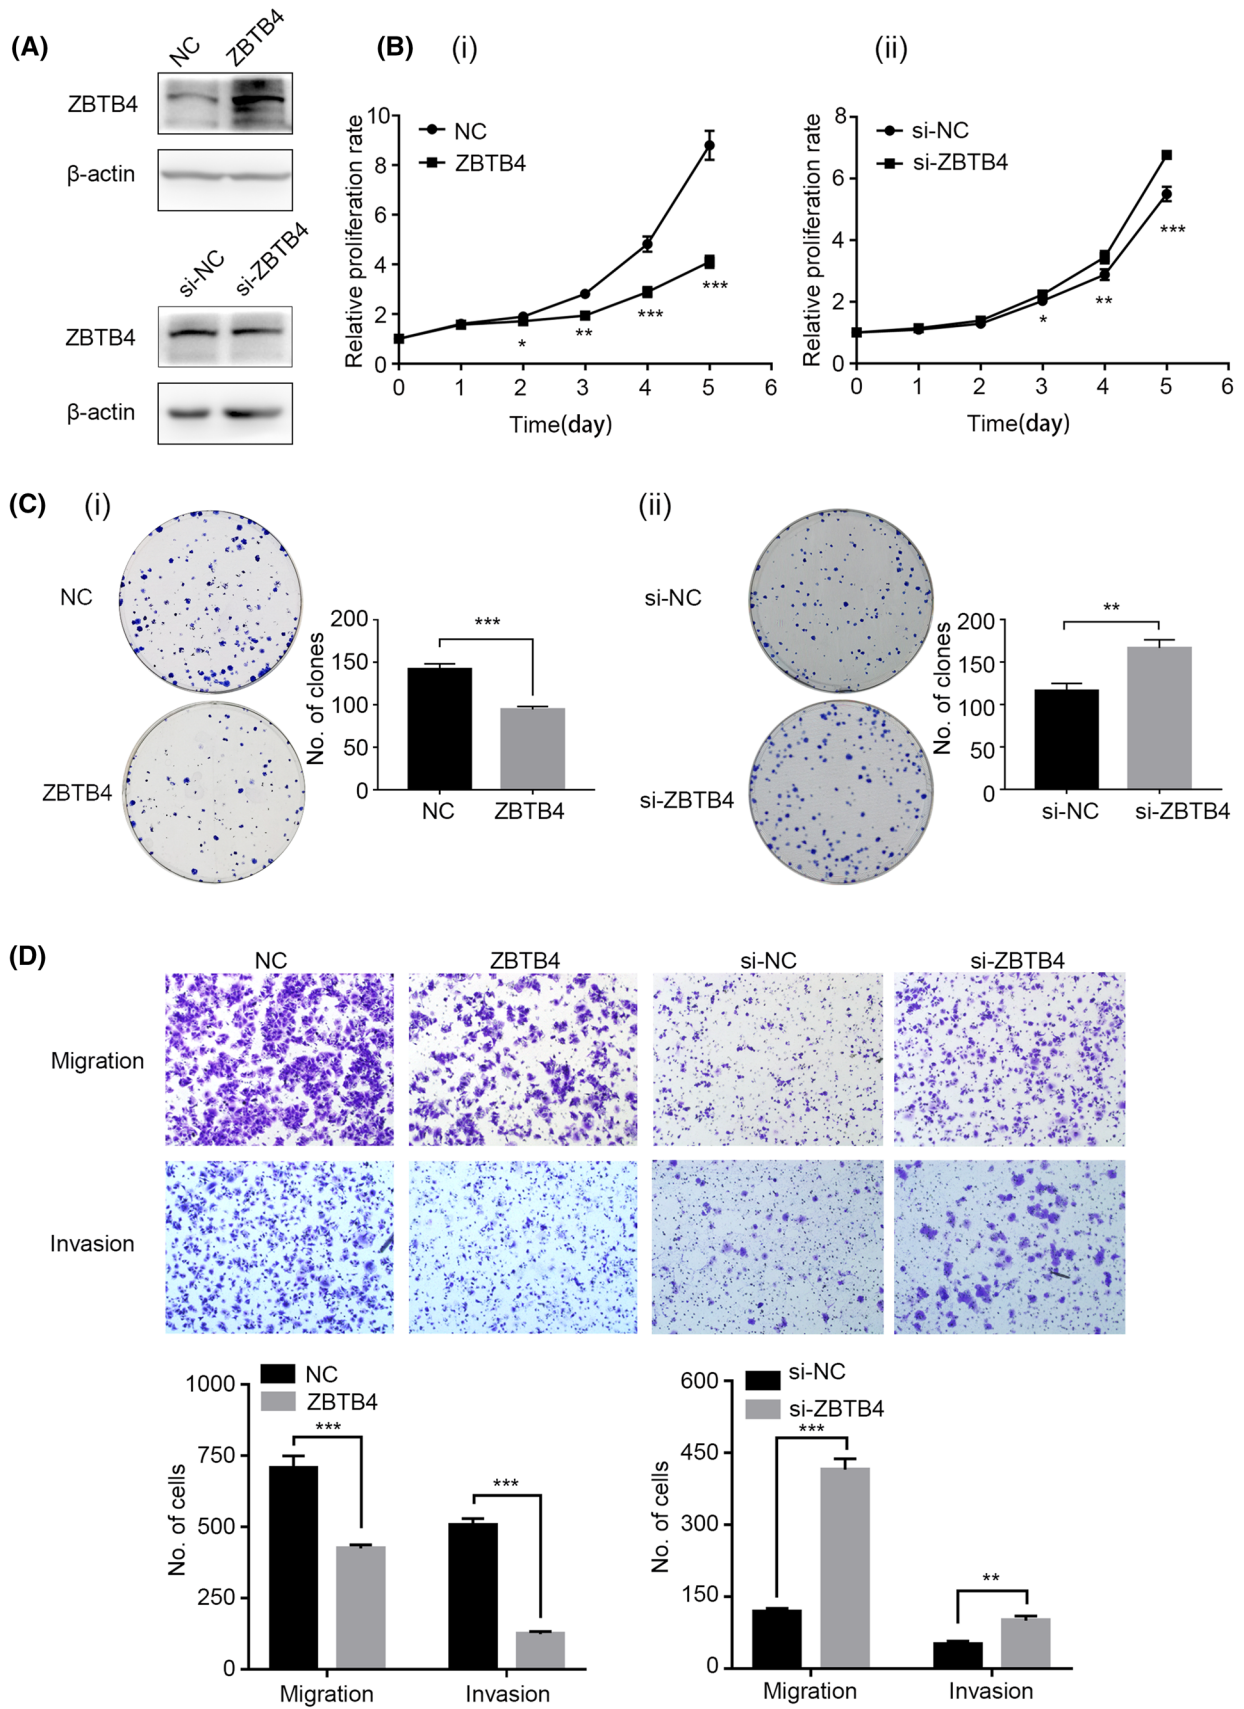 (A)
NC ZBTB4
ZBTB4
β-actin
si-NC si-ZBTB4
ZBTB4
β-actin
(B) (i)
Relative proliferation rate
10
8
6
4
2
0
NC
ZBTB4
*
**
***
***
0 1 2 3 4 5 6
Time(day)
(ii)
Relative proliferation rate
8
6
4
2
0
si-NC
si-ZBTB4
*
**
***
0 1 2 3 4 5 6
Time(day)
(C) (i)
NC
ZBTB4
No. of clones
200
150
100
50
0
***
NC ZBTB4
(ii)
si-NC
si-ZBTB4
No. of clones
200
150
100
50
0
**
si-NC si-ZBTB4
(D)
NC ZBTB4 si-NC si-ZBTB4
Migration
Invasion
No. of cells
1000
750
500
250
0
NC
ZBTB4
***
***
Migration Invasion
No. of cells
600
450
300
150
0
si-NC
si-ZBTB4
***
**
Migration Invasion